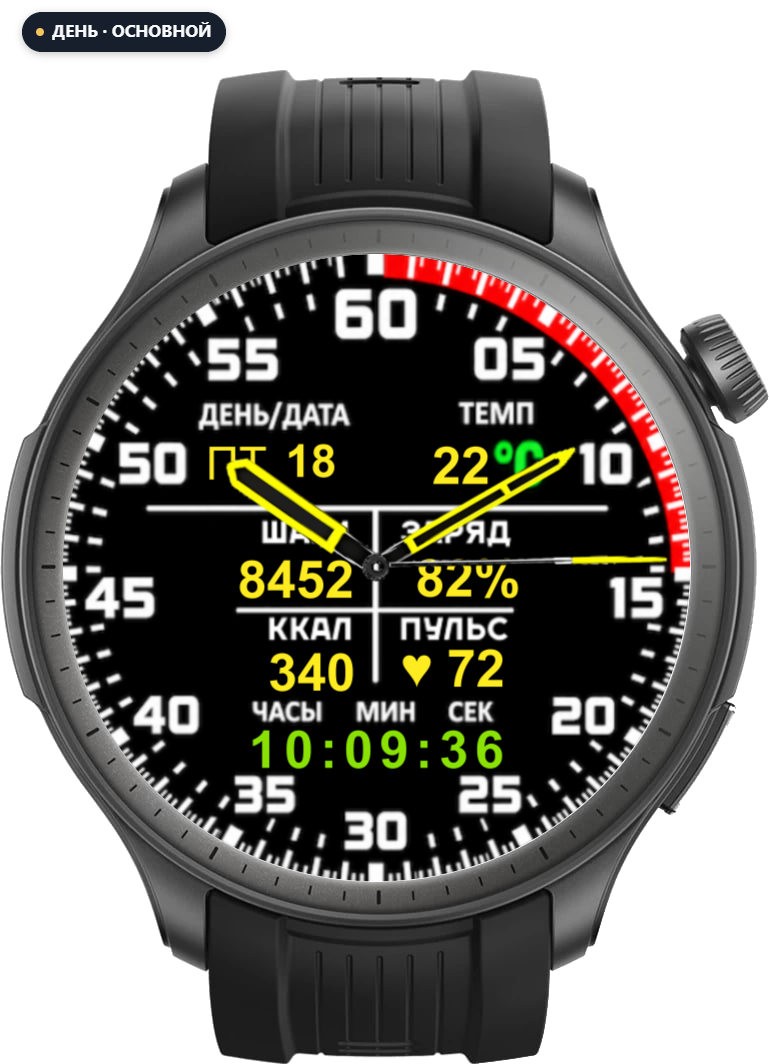 ДЕНЬ · ОСНОВНОЙ
60
55 05
ДЕНЬ/ДАТА ТЕМП
50 ПТ 18 22°C 10
ШАГИ ЗАРЯД
8452 82%
45 15
ККАЛ ПУЛЬС
340 ♥ 72
40 ЧАСЫ МИН СЕК 20
10:09:36
35 25
30